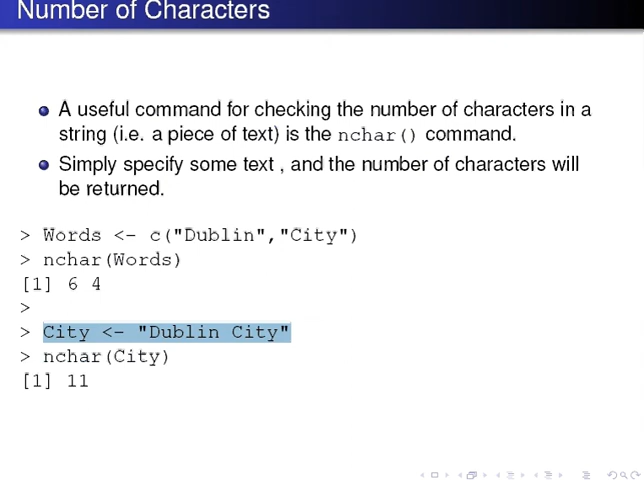 Number of Characters
A useful command for checking the number of characters in a
string (i.e. a piece of text) is the nchar() command.
Simply specify some text , and the number of characters will
be returned.
> Words <- c("Dublin","City")
> nchar(Words)
[1] 6 4
>
> City <- "Dublin City"
> nchar(City)
[1] 11